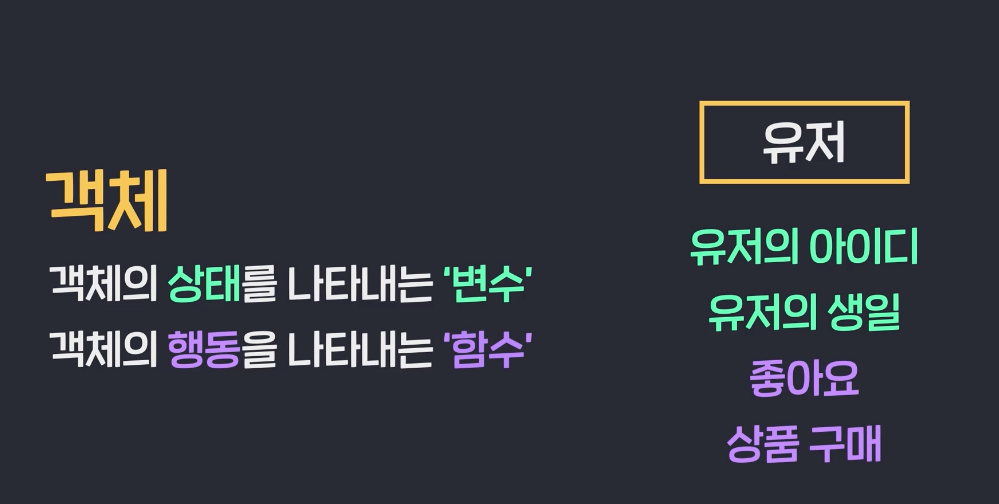 객체
객체의 상태를 나타내는 ‘변수’
객체의 행동을 나타내는 ‘함수’
유저
유저의 아이디
유저의 생일
좋아요
상품 구매